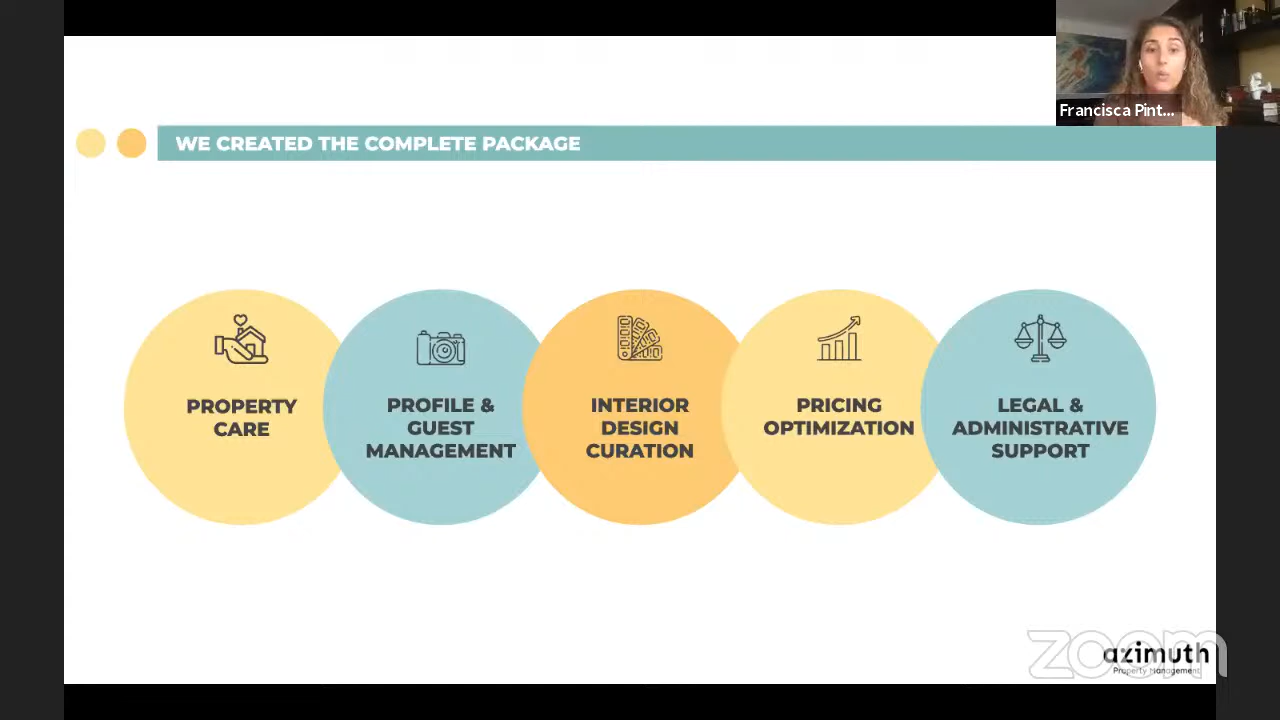 Francisca Pint...
WE CREATED THE COMPLETE PACKAGE
PROPERTY
CARE
PROFILE &
GUEST
MANAGEMENT
INTERIOR
DESIGN
CURATION
PRICING
OPTIMIZATION
LEGAL &
ADMINISTRATIVE
SUPPORT
zoom
azimuth
Property Management